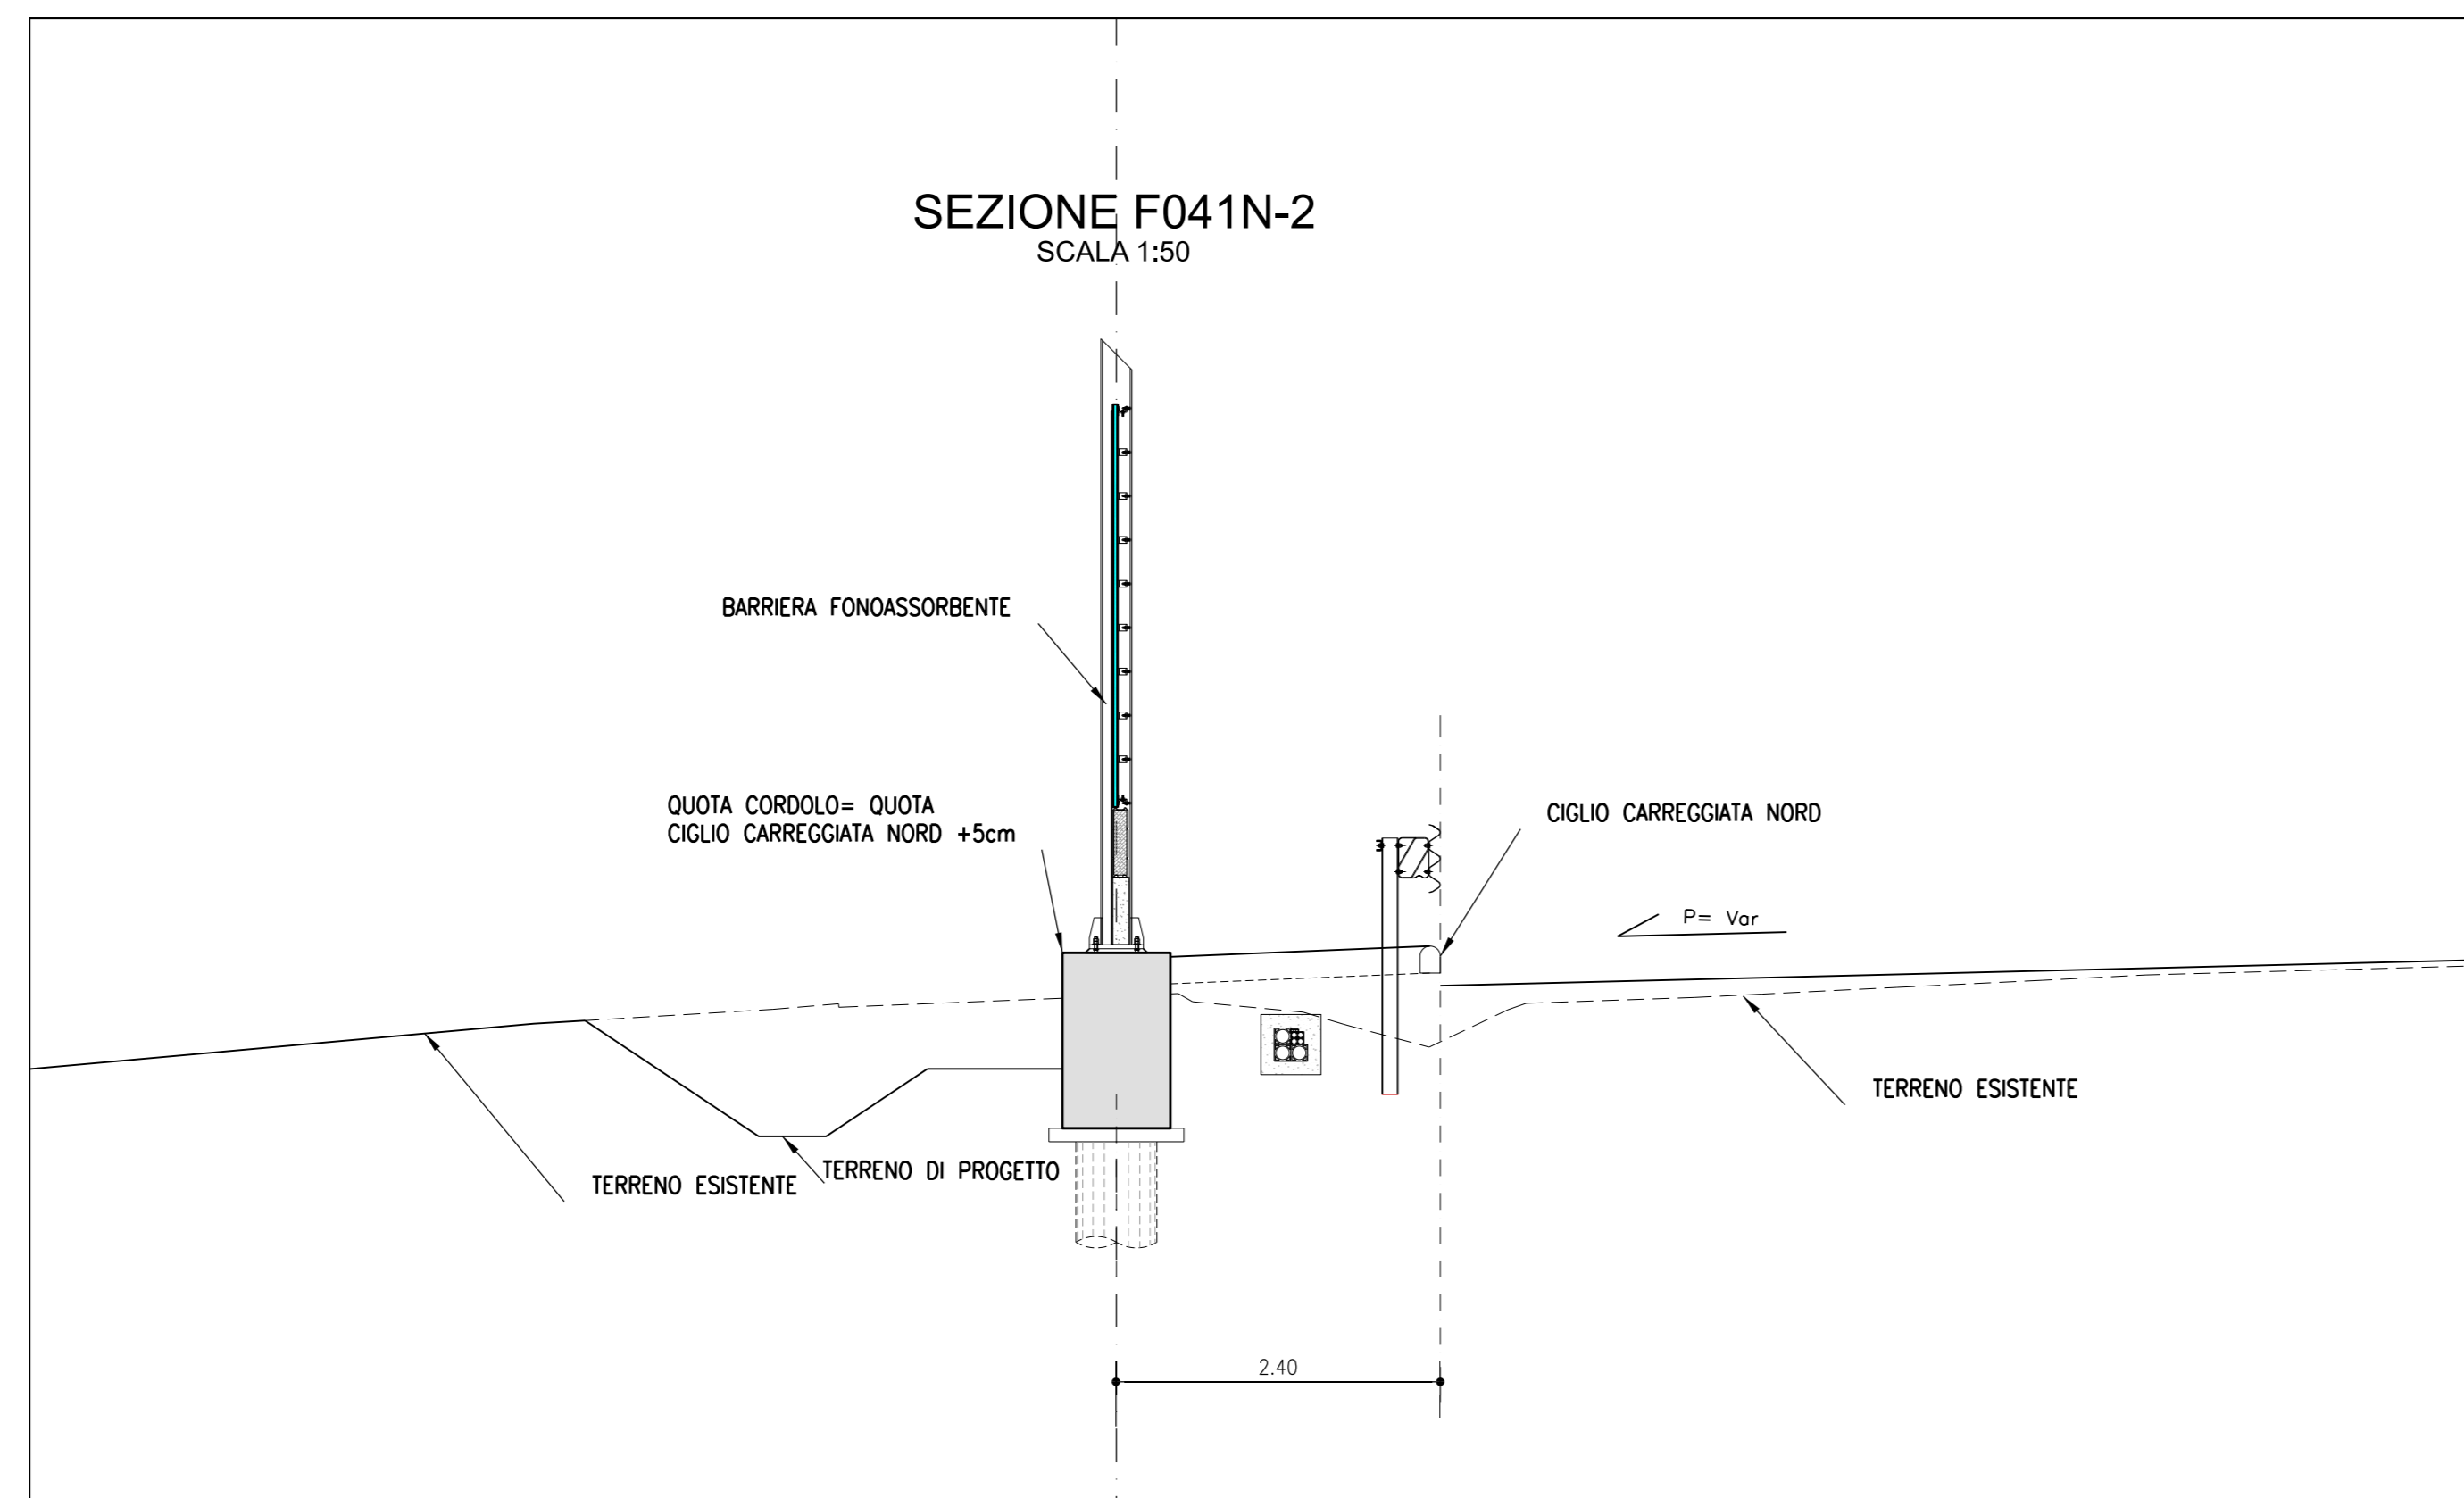 SEZIONE F041N-2
SCALA 1:50
BARRIERA FONOASSORBENTE
QUOTA CORDOLO= QUOTA
CIGLIO CARREGGIATA NORD +5cm
CIGLIO CARREGGIATA NORD
P= Var
TERRENO ESISTENTE
TERRENO DI PROGETTO
TERRENO ESISTENTE
2.40